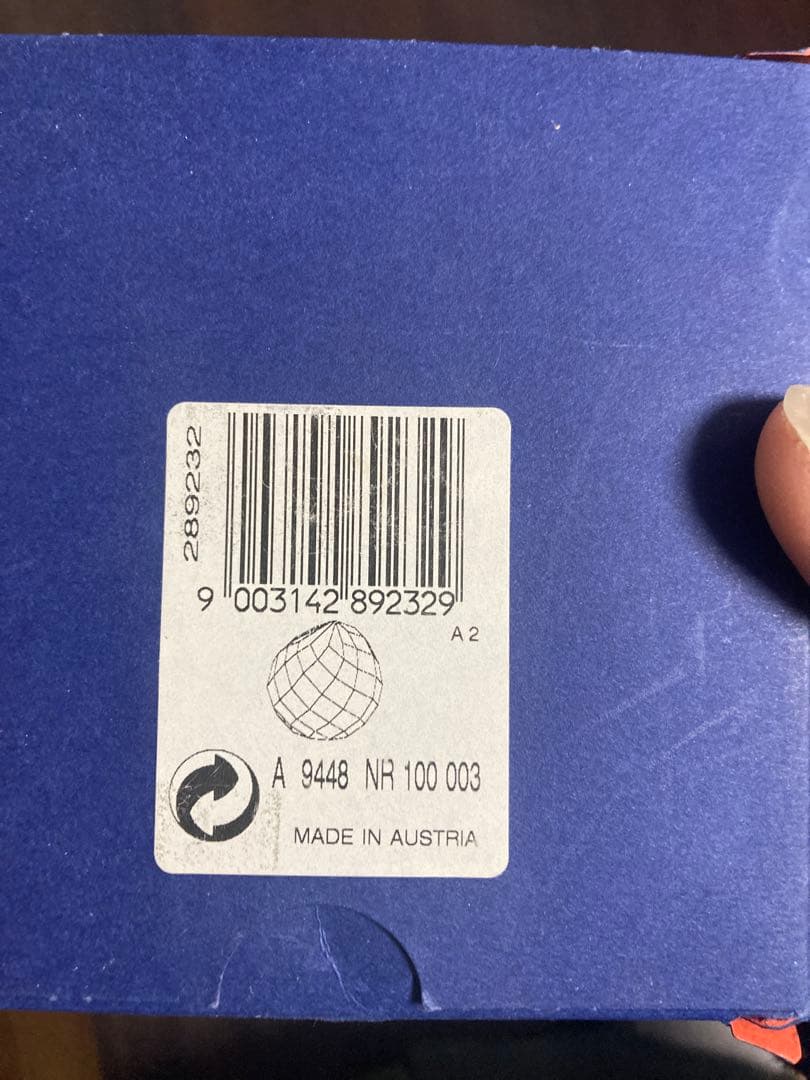 289232
9 003142 892329
A 2
A 9448 NR 100 003
MADE IN AUSTRIA